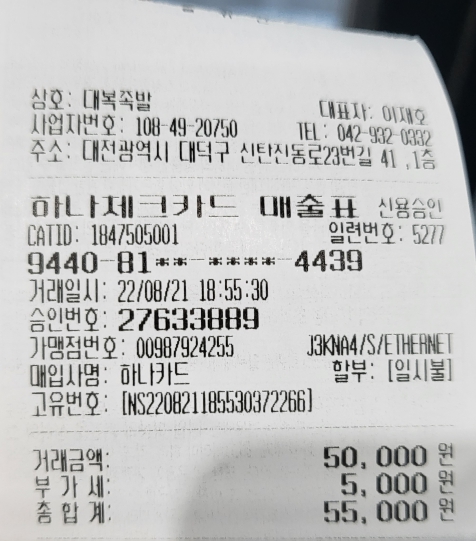 상호: 대복족발
대표자: 이재호
사업자번호: 108-49-20750
TEL: 042-932-0332
주소: 대전광역시 대덕구 신탄진동로23번길 41 ,1층
하나체크카드 매출표 신용승인
CATID: 1847505001
일련번호: 5277
9440-81**-****-4439
거래일시: 22/08/21 18:55:30
승인번호: 27633889
가맹점번호: 00987924255
J3KNA4/S/ETHERNET
매입사명: 하나카드
할부: [일시불]
고유번호: [NS220821185530372266]
거래금액: 50,000 원
부 가 세: 5,000 원
총 합 계: 55,000 원